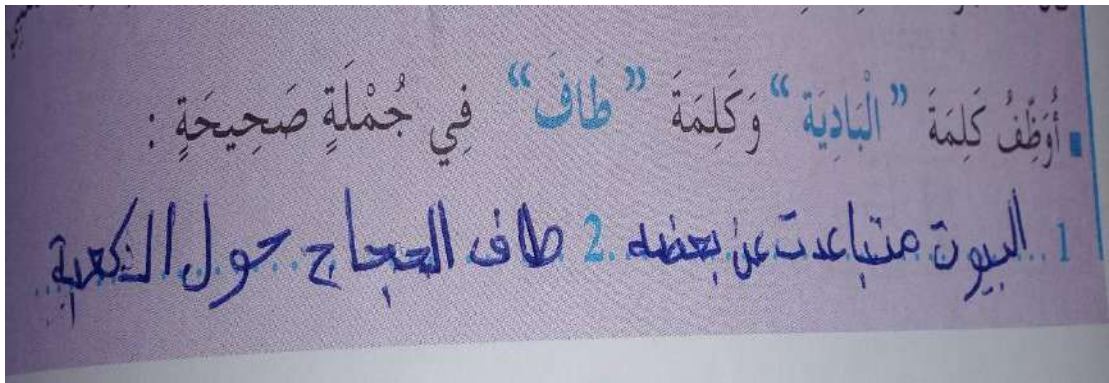 ■ أُوَظِّفُ كَلِمَةَ "الْبَادِيَة" وَكَلِمَةَ "طَافَ" فِي جُمْلَةٍ صَحِيحَةٍ :
1. البيوت متباعدت عن بعضه 2. طاف الحجاج حول الكعبة